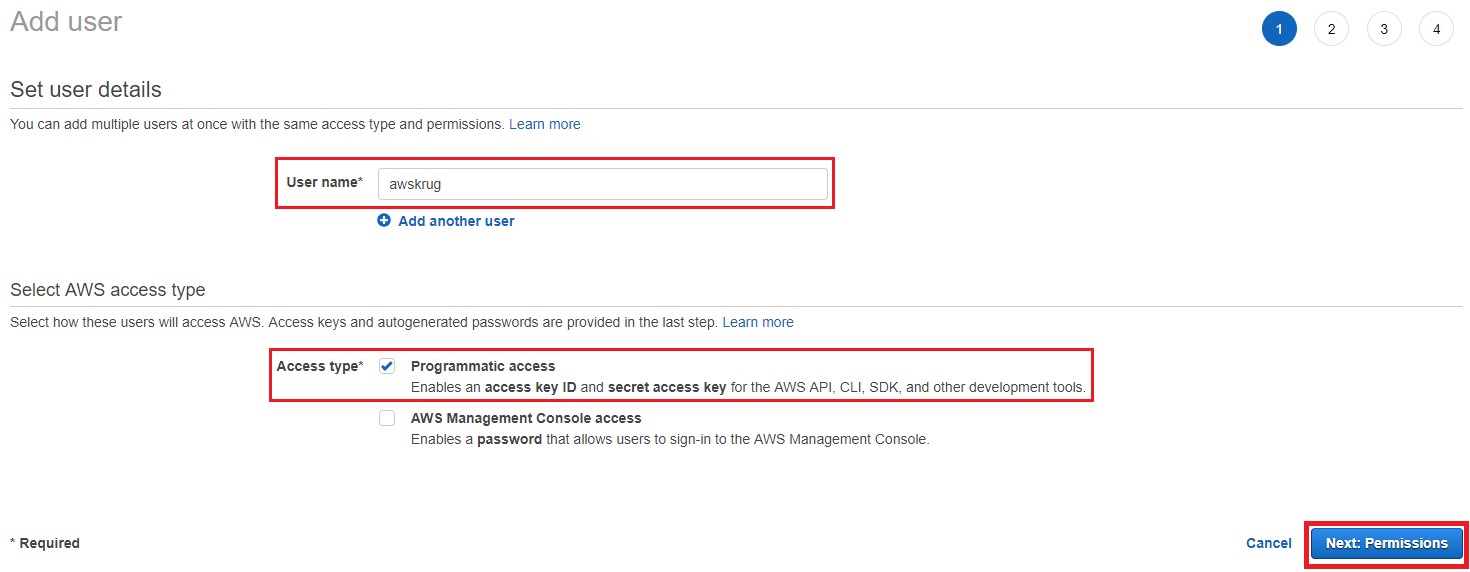 Add user
1 2 3 4
Set user details
You can add multiple users at once with the same access type and permissions. Learn more
User name* awskrug
Add another user
Select AWS access type
Select how these users will access AWS. Access keys and autogenerated passwords are provided in the last step. Learn more
Access type* Programmatic access
Enables an access key ID and secret access key for the AWS API, CLI, SDK, and other development tools.
AWS Management Console access
Enables a password that allows users to sign-in to the AWS Management Console.
* Required Cancel Next: Permissions